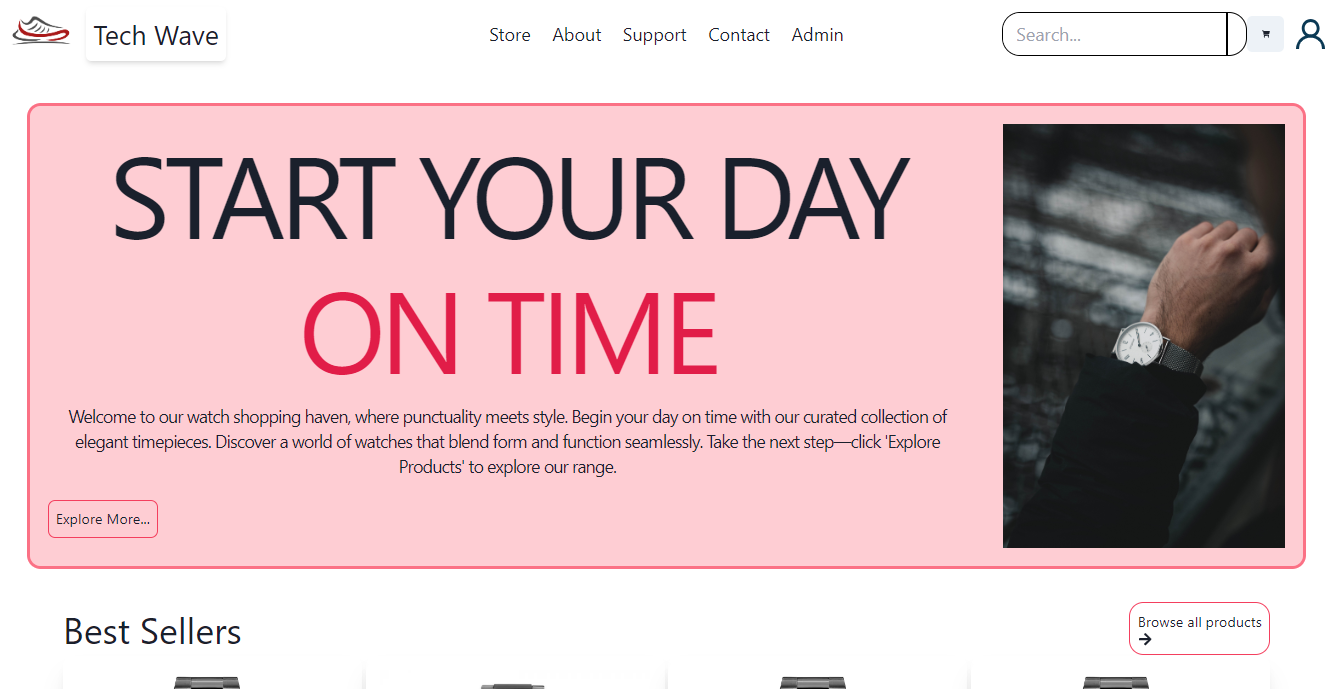 Tech Wave
Store About Support Contact Admin
Search...
START YOUR DAY
ON TIME
Welcome to our watch shopping haven, where punctuality meets style. Begin your day on time with our curated collection of
elegant timepieces. Discover a world of watches that blend form and function seamlessly. Take the next step—click 'Explore
Products' to explore our range.
Explore More...
Best Sellers
Browse all products